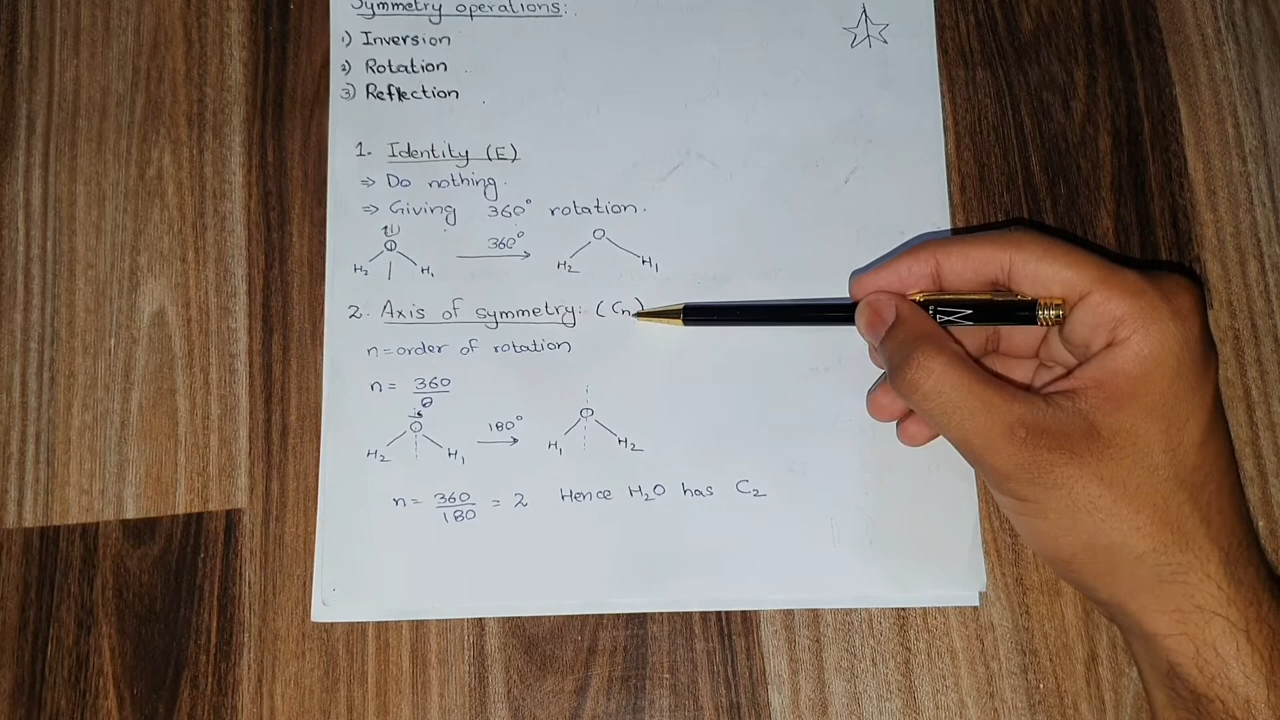 Symmetry operations:.
1) Inversion
2) Rotation
3) Reflection
1. Identity (E)
⇒ Do nothing.
⇒ Giving 360° rotation.
H₂ O H₁ 360° O H₂ H₁
2. Axis of symmetry: (Cn)
n = order of rotation
n = 360/θ
H₂ O H₁ 180° O H₁ H₂
n = 360/180 = 2 Hence H₂O has C₂